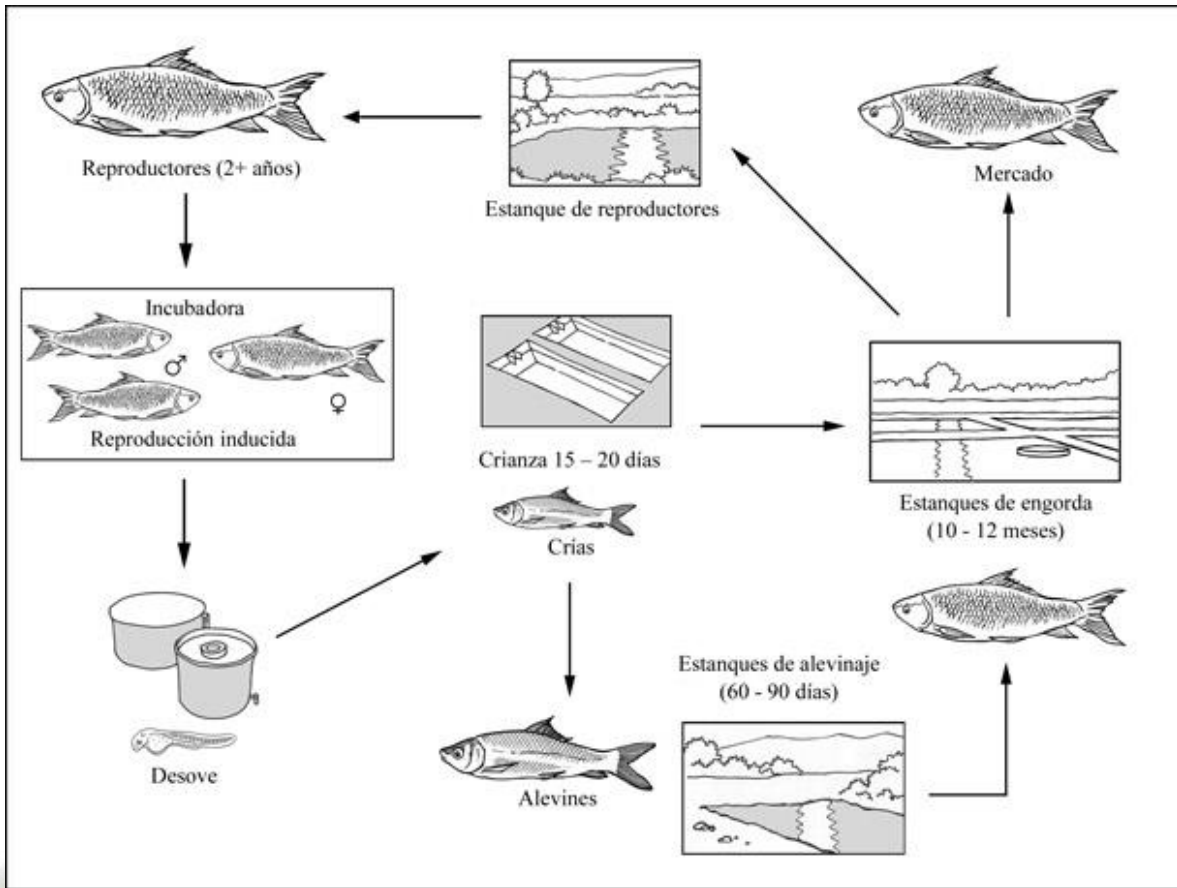 Reproductores (2+ años)
Estanque de reproductores
Mercado
Incubadora
♂
♀
Reproducción inducida
Crianza 15 – 20 días
Crías
Estanques de engorda
(10 - 12 meses)
Desove
Alevines
Estanques de alevinaje
(60 - 90 días)